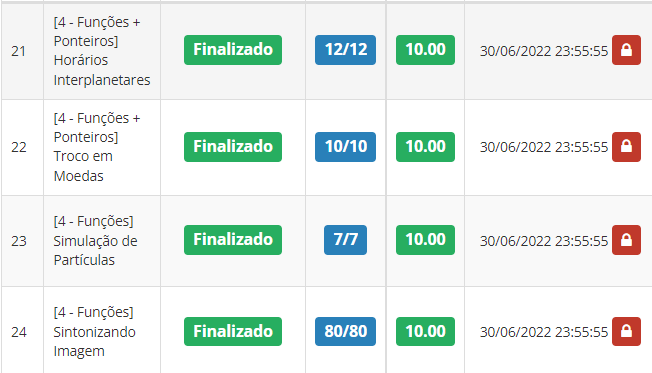 21
[4 - Funções +
Ponteiros]
Horários
Interplanetares
Finalizado
12/12
10.00
30/06/2022 23:55:55
22
[4 - Funções +
Ponteiros]
Troco em
Moedas
Finalizado
10/10
10.00
30/06/2022 23:55:55
23
[4 - Funções]
Simulação de
Partículas
Finalizado
7/7
10.00
30/06/2022 23:55:55
24
[4 - Funções]
Sintonizando
Imagem
Finalizado
80/80
10.00
30/06/2022 23:55:55